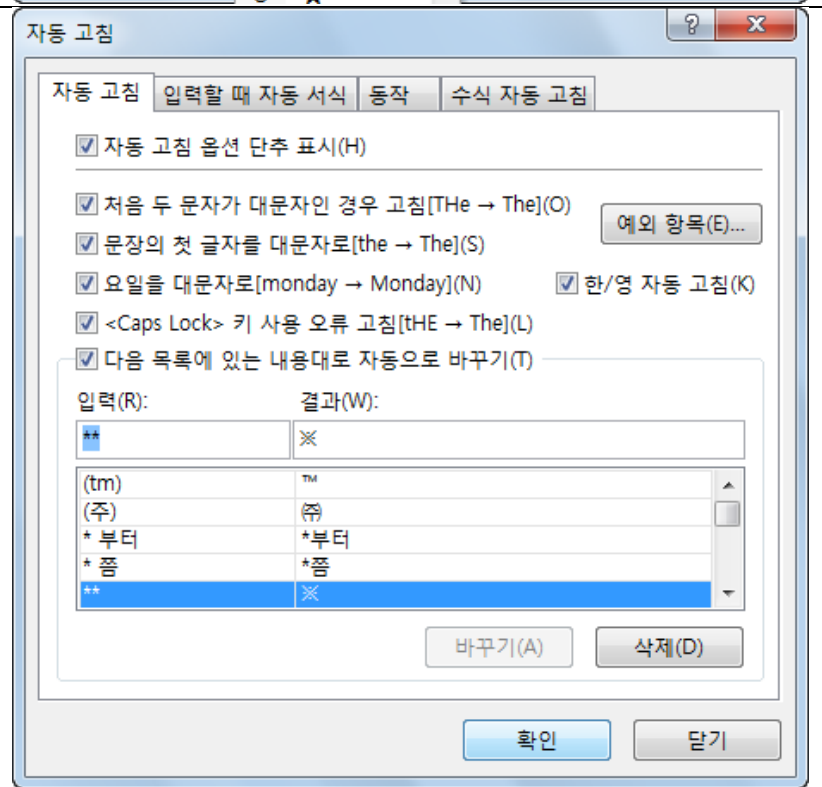 자동 고침
자동 고침 입력할 때 자동 서식 동작 수식 자동 고침
자동 고침 옵션 단추 표시(H)
처음 두 문자가 대문자인 경우 고침[THe → The](O)
예외 항목(E)...
문장의 첫 글자를 대문자로[the → The](S)
요일을 대문자로[monday → Monday](N) 한/영 자동 고침(K)
<Caps Lock> 키 사용 오류 고침[tHE → The](L)
다음 목록에 있는 내용대로 자동으로 바꾸기(T)
입력(R): 결과(W):
** ※
(tm) ™
(주) ㈜
* 부터 *부터
* 쯤 *쯤
** ※
바꾸기(A) 삭제(D)
확인 닫기